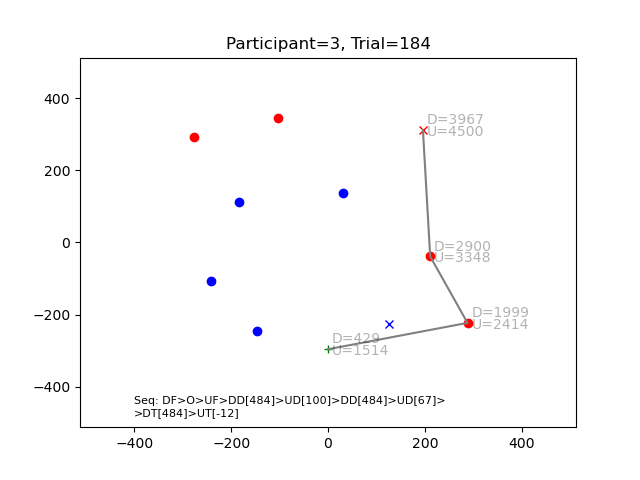 Participant=3, Trial=184
400
200
0
−200
−400
D=3967
U=4500
D=2900
U=3348
D=1999
U=2414
D=429
U=1514
Seq: DF>O>UF>DD[484]>UD[100]>DD[484]>UD[67]>
>DT[484]>UT[-12]
−400 −200 0 200 400